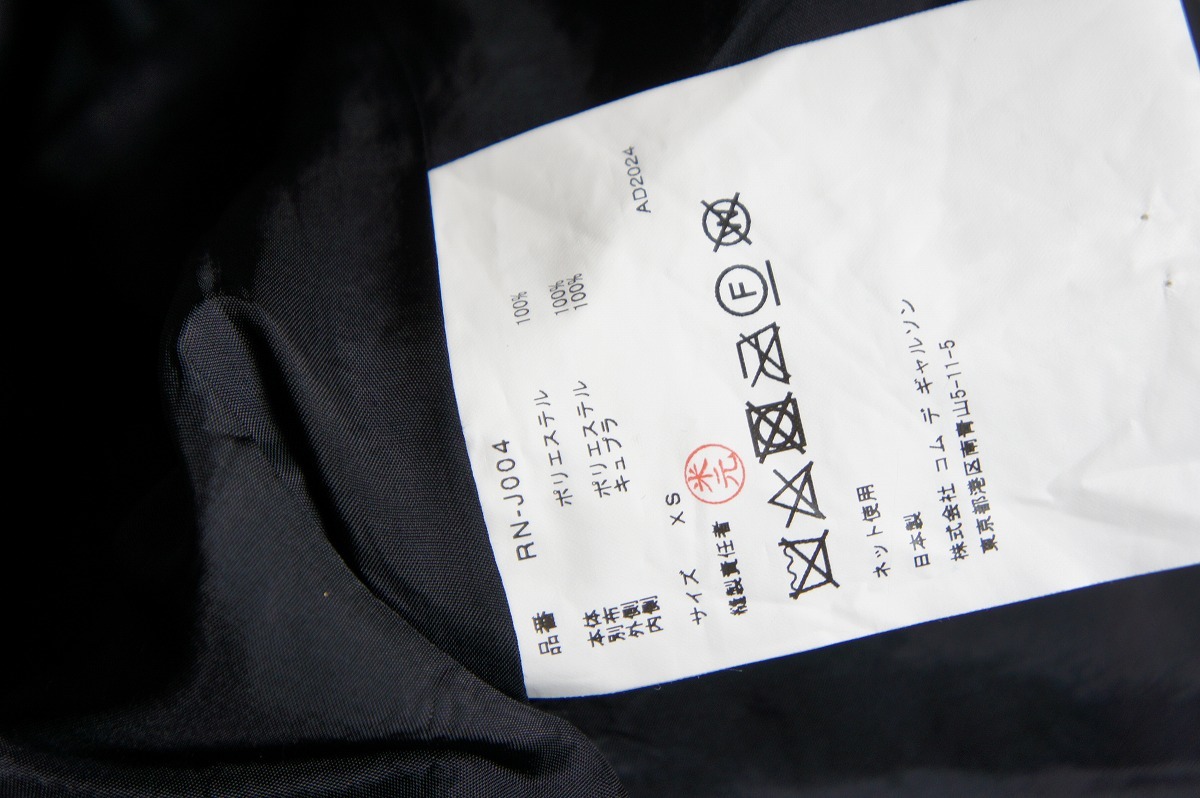 品番 RN-J004
本体 ポリエステル 100%
別布
外側 ポリエステル 100%
内側 キュプラ 100%
AD2024
サイズ XS
縫製責任者 米元
F
W
ネット使用
日本製
株式会社 コム デ ギャルソン
東京都港区南青山5-11-5